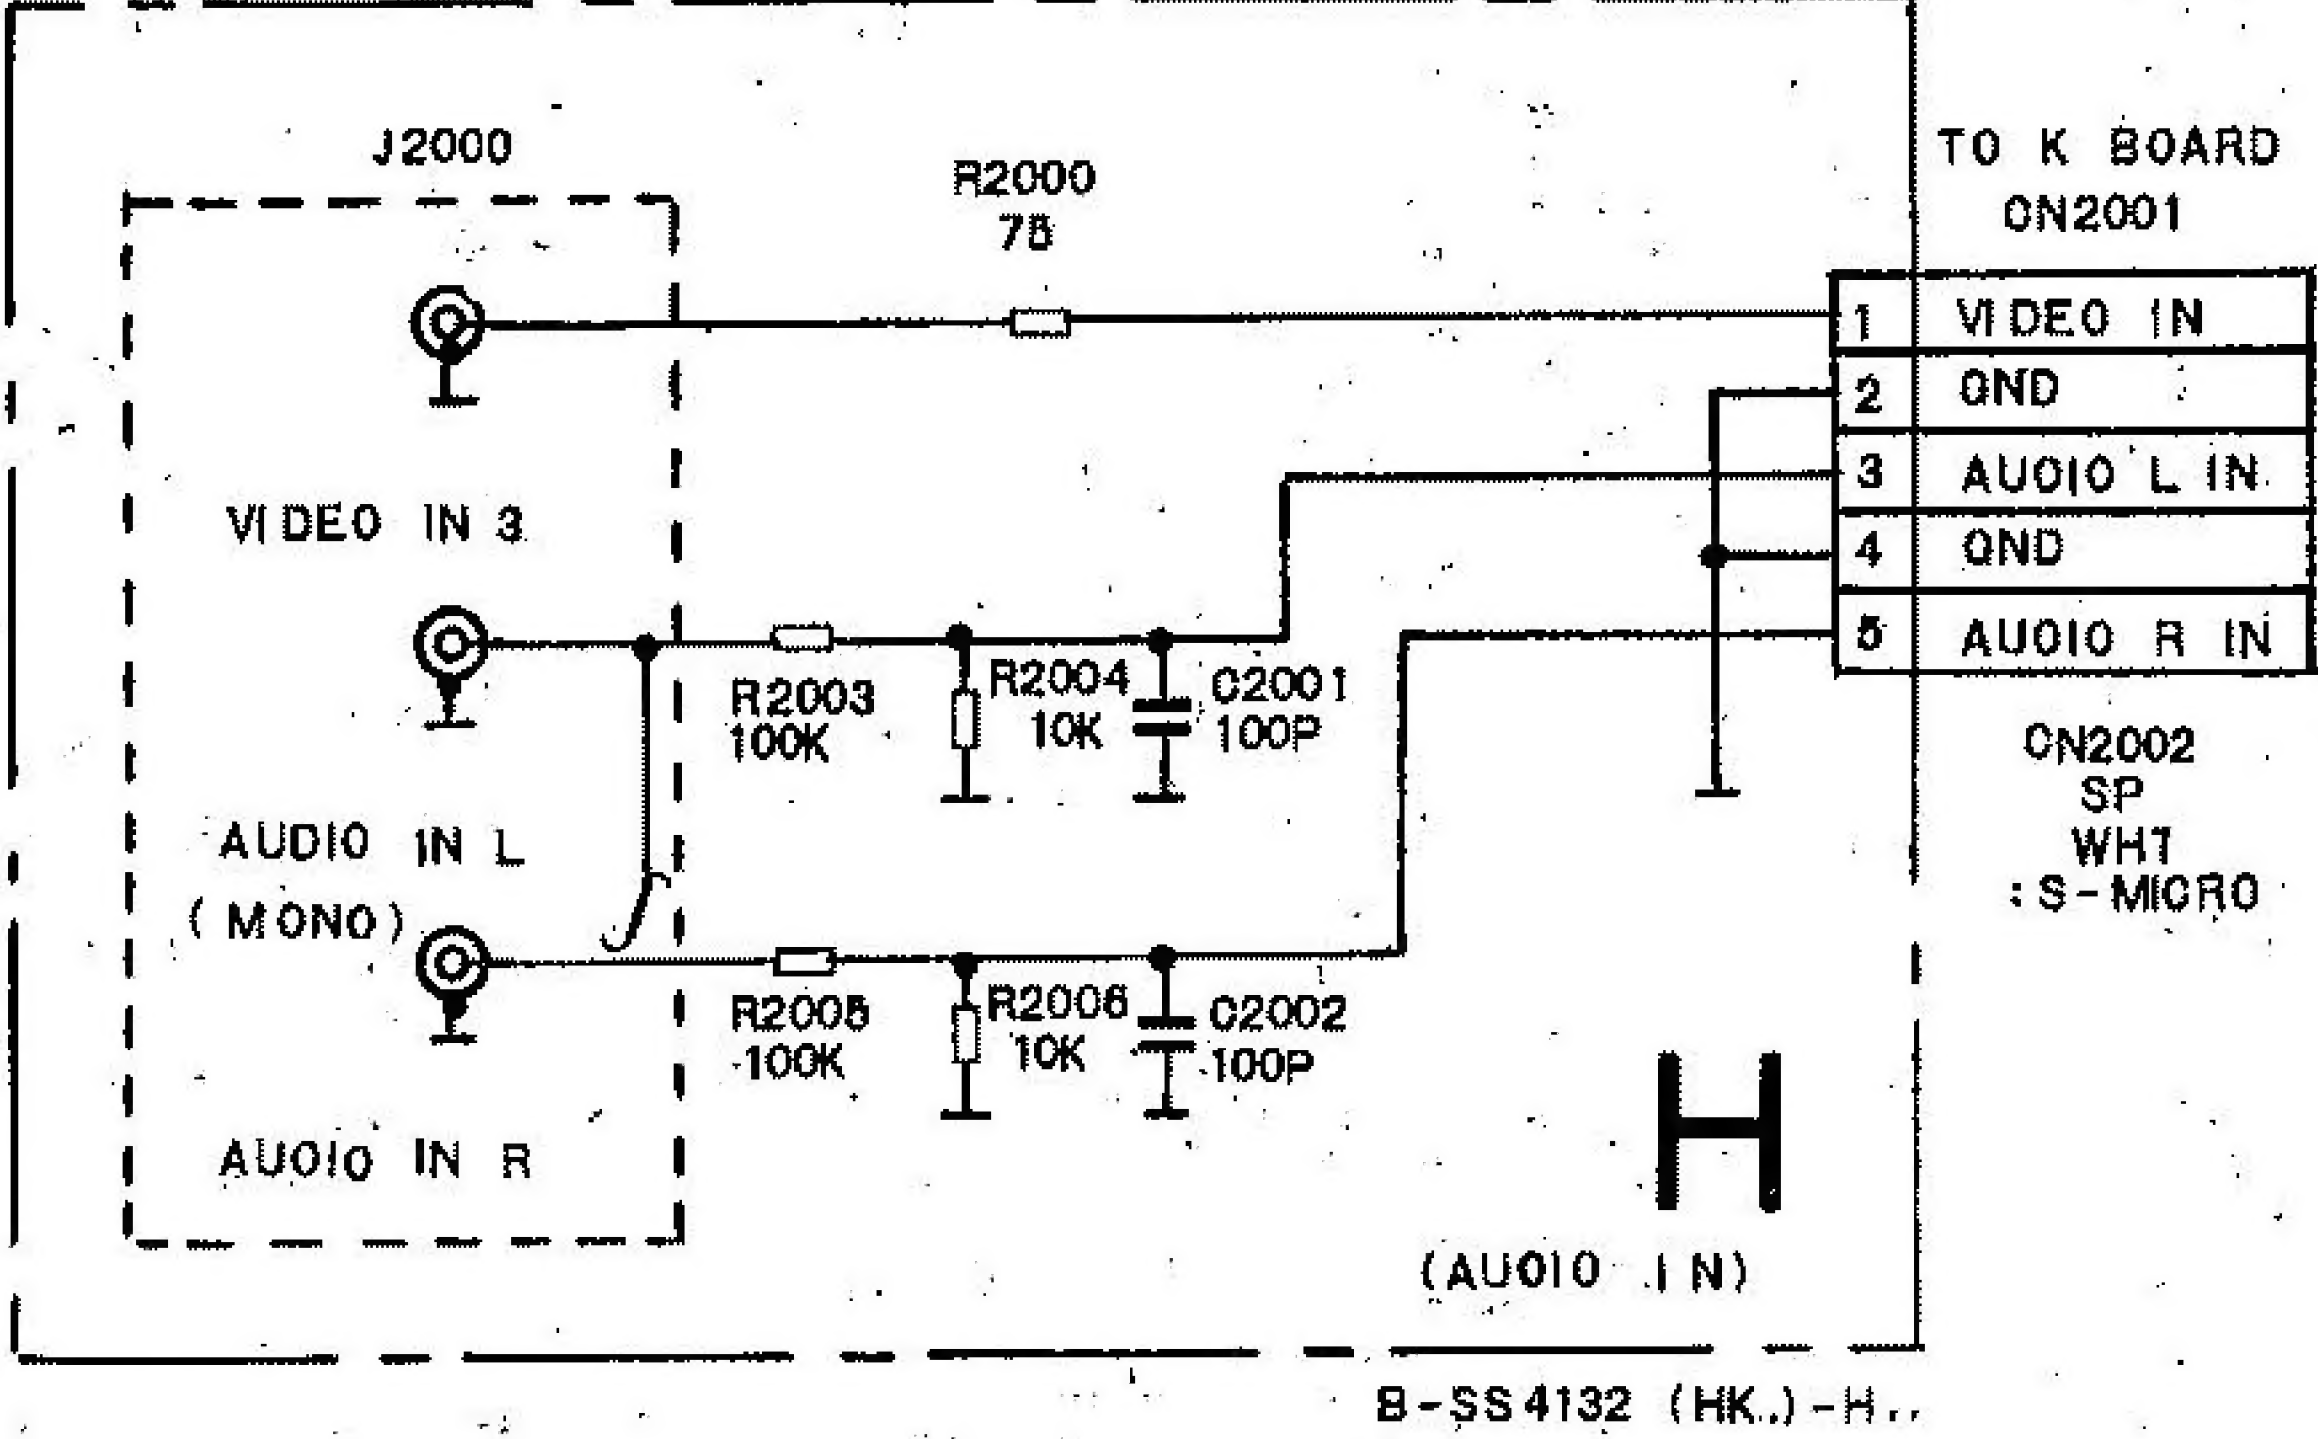 J2000
R2000
75
TO K BOARD
CN2001
1 VIDEO IN
2 GND
3 AUDIO L IN
4 GND
5 AUDIO R IN
VIDEO IN 3
R2003
100K
R2004
10K
C2001
100P
CN2002
SP
WHT
:S-MICRO
AUDIO IN L
(MONO)
R2005
100K
R2006
10K
C2002
100P
AUDIO IN R
H
(AUDIO IN)
B-SS4132 (HK..)-H..